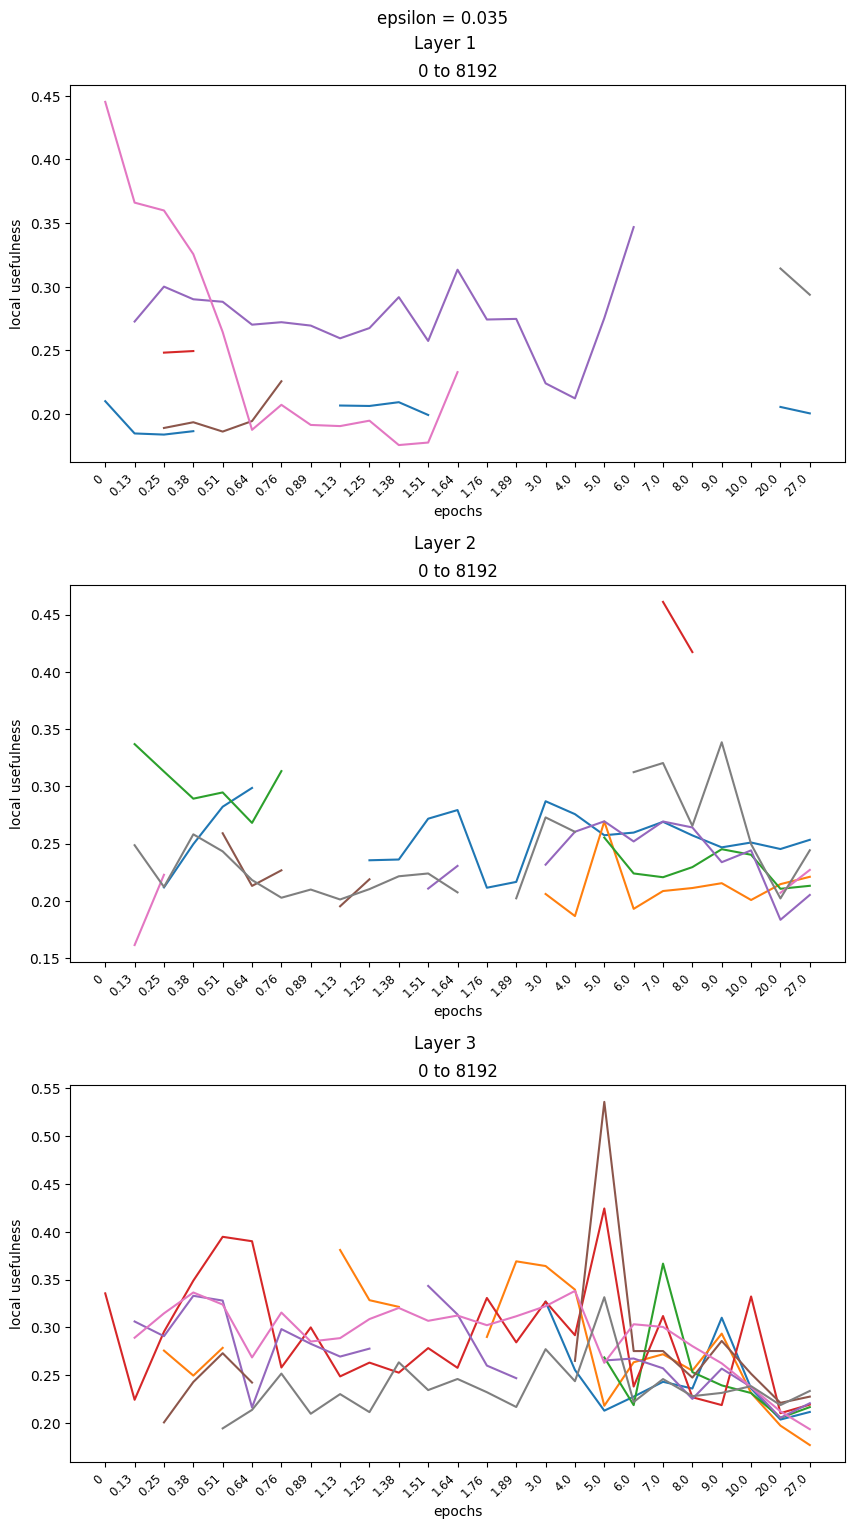 epsilon = 0.035
Layer 1
0 to 8192
0.45
0.40
0.35
0.30
0.25
0.20
local usefulness
0 0.13 0.25 0.38 0.51 0.64 0.76 0.89 1.13 1.25 1.38 1.51 1.64 1.76 1.89 3.0 4.0 5.0 6.0 7.0 8.0 9.0 10.0 20.0 27.0
epochs
Layer 2
0 to 8192
0.45
0.40
0.35
0.30
0.25
0.20
0.15
local usefulness
0 0.13 0.25 0.38 0.51 0.64 0.76 0.89 1.13 1.25 1.38 1.51 1.64 1.76 1.89 3.0 4.0 5.0 6.0 7.0 8.0 9.0 10.0 20.0 27.0
epochs
Layer 3
0 to 8192
0.55
0.50
0.45
0.40
0.35
0.30
0.25
0.20
local usefulness
0 0.13 0.25 0.38 0.51 0.64 0.76 0.89 1.13 1.25 1.38 1.51 1.64 1.76 1.89 3.0 4.0 5.0 6.0 7.0 8.0 9.0 10.0 20.0 27.0
epochs